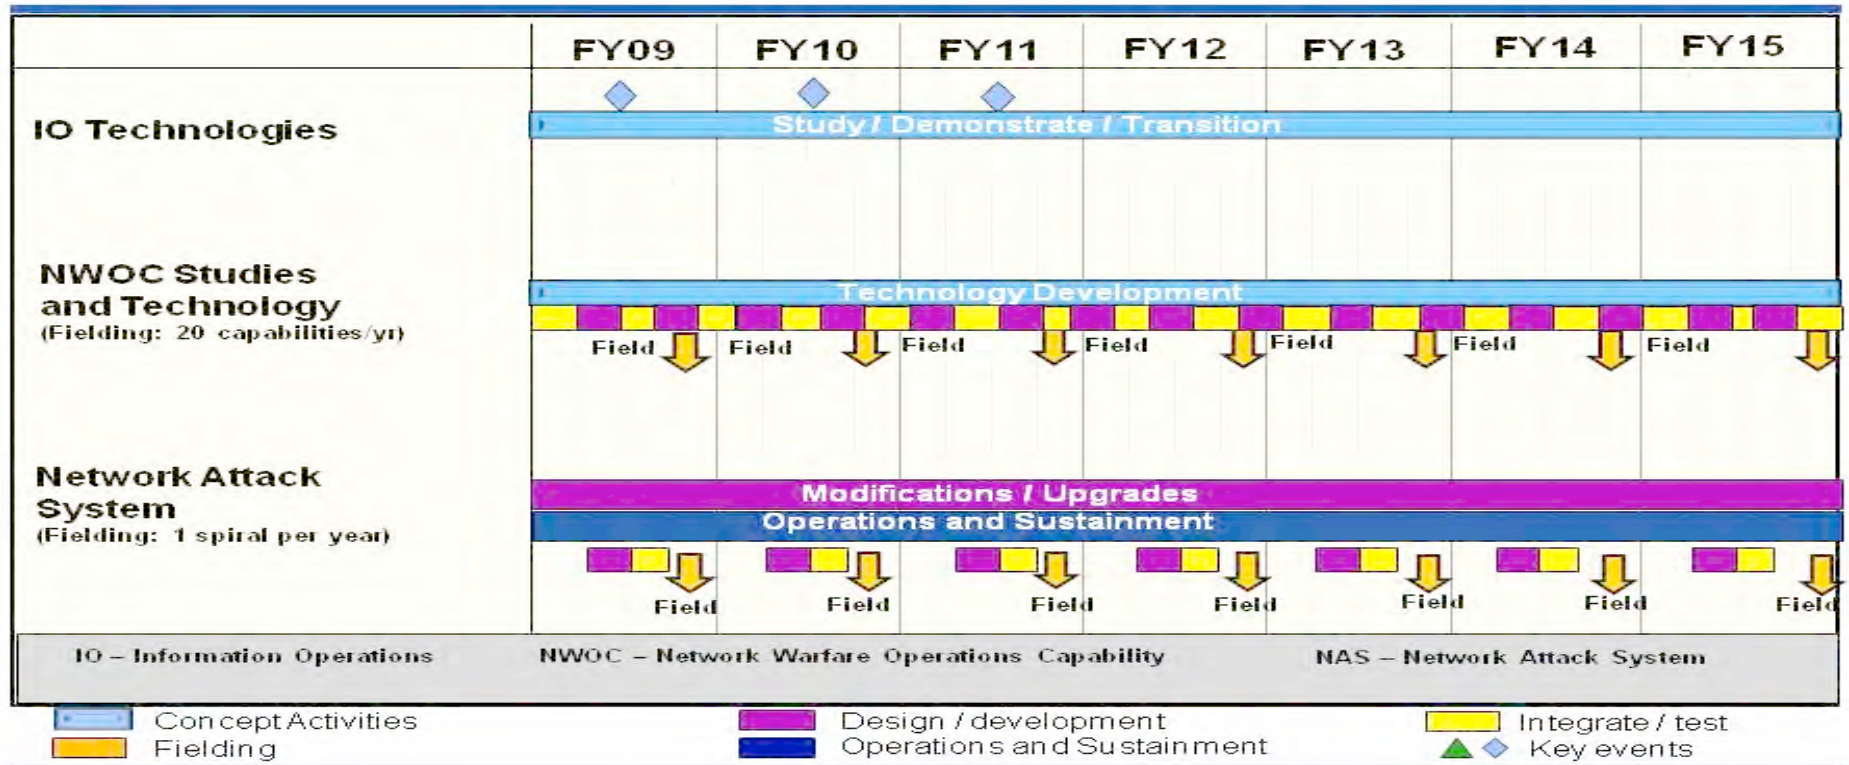 FY09 FY10 FY11 FY12 FY13 FY14 FY15
IO Technologies
Study / Demonstrate / Transition
NWOC Studies
and Technology
(Fielding: 20 capabilities/yr)
Technology Development
Field Field Field Field Field Field Field
Network Attack
System
(Fielding: 1 spiral per year)
Modifications / Upgrades
Operations and Sustainment
Field Field Field Field Field Field Field
IO – Information Operations NWOC – Network Warfare Operations Capability NAS – Network Attack System
Concept Activities Design / development Integrate / test
Fielding Operations and Sustainment Key events